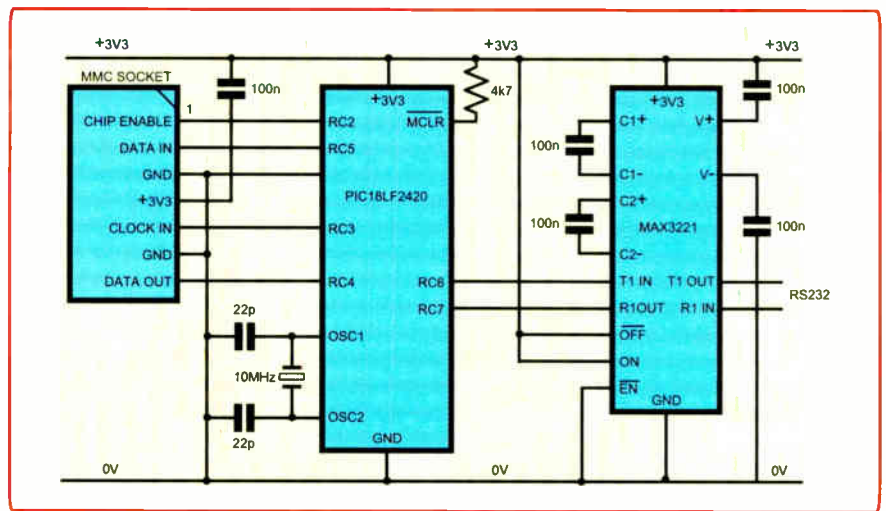 +3V3
+3V3
+3V3
MMC SOCKET
1
CHIP ENABLE
DATA IN
GND
+3V3
CLOCK IN
GND
DATA OUT
100n
22p
10MHz
22p
+3V3
MCLR
RC2
RC5
PIC18LF2420
RC3
RC4
RC6
RC7
OSC1
OSC2
GND
4k7
100n
100n
+3V3
C1+
V+
C1-
V-
C2+
MAX3221
C2-
T1 IN
T1 OUT
R1OUT
R1 IN
OFF
ON
EN
GND
100n
100n
RS232
0V
0V
0V